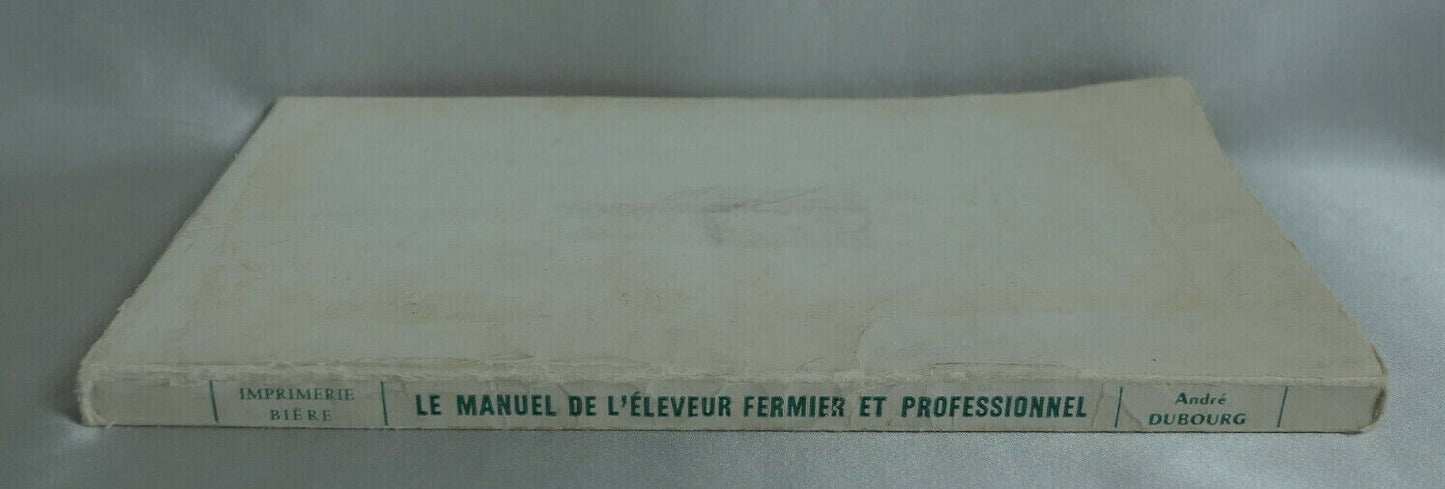 IMPRIMERIE
BIÈRE
LE MANUEL DE L'ÉLEVEUR FERMIER ET PROFESSIONNEL
André
DUBOURG